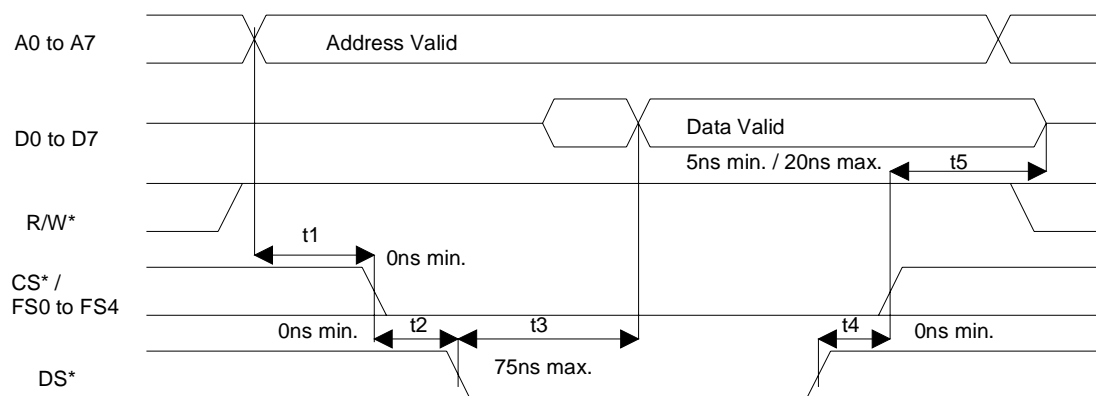 A0 to A7
Address Valid
D0 to D7
Data Valid
5ns min. / 20ns max.
t5
R/W*
t1
0ns min.
CS* /
FS0 to FS4
0ns min.
t2
t3
t4
0ns min.
75ns max.
DS*